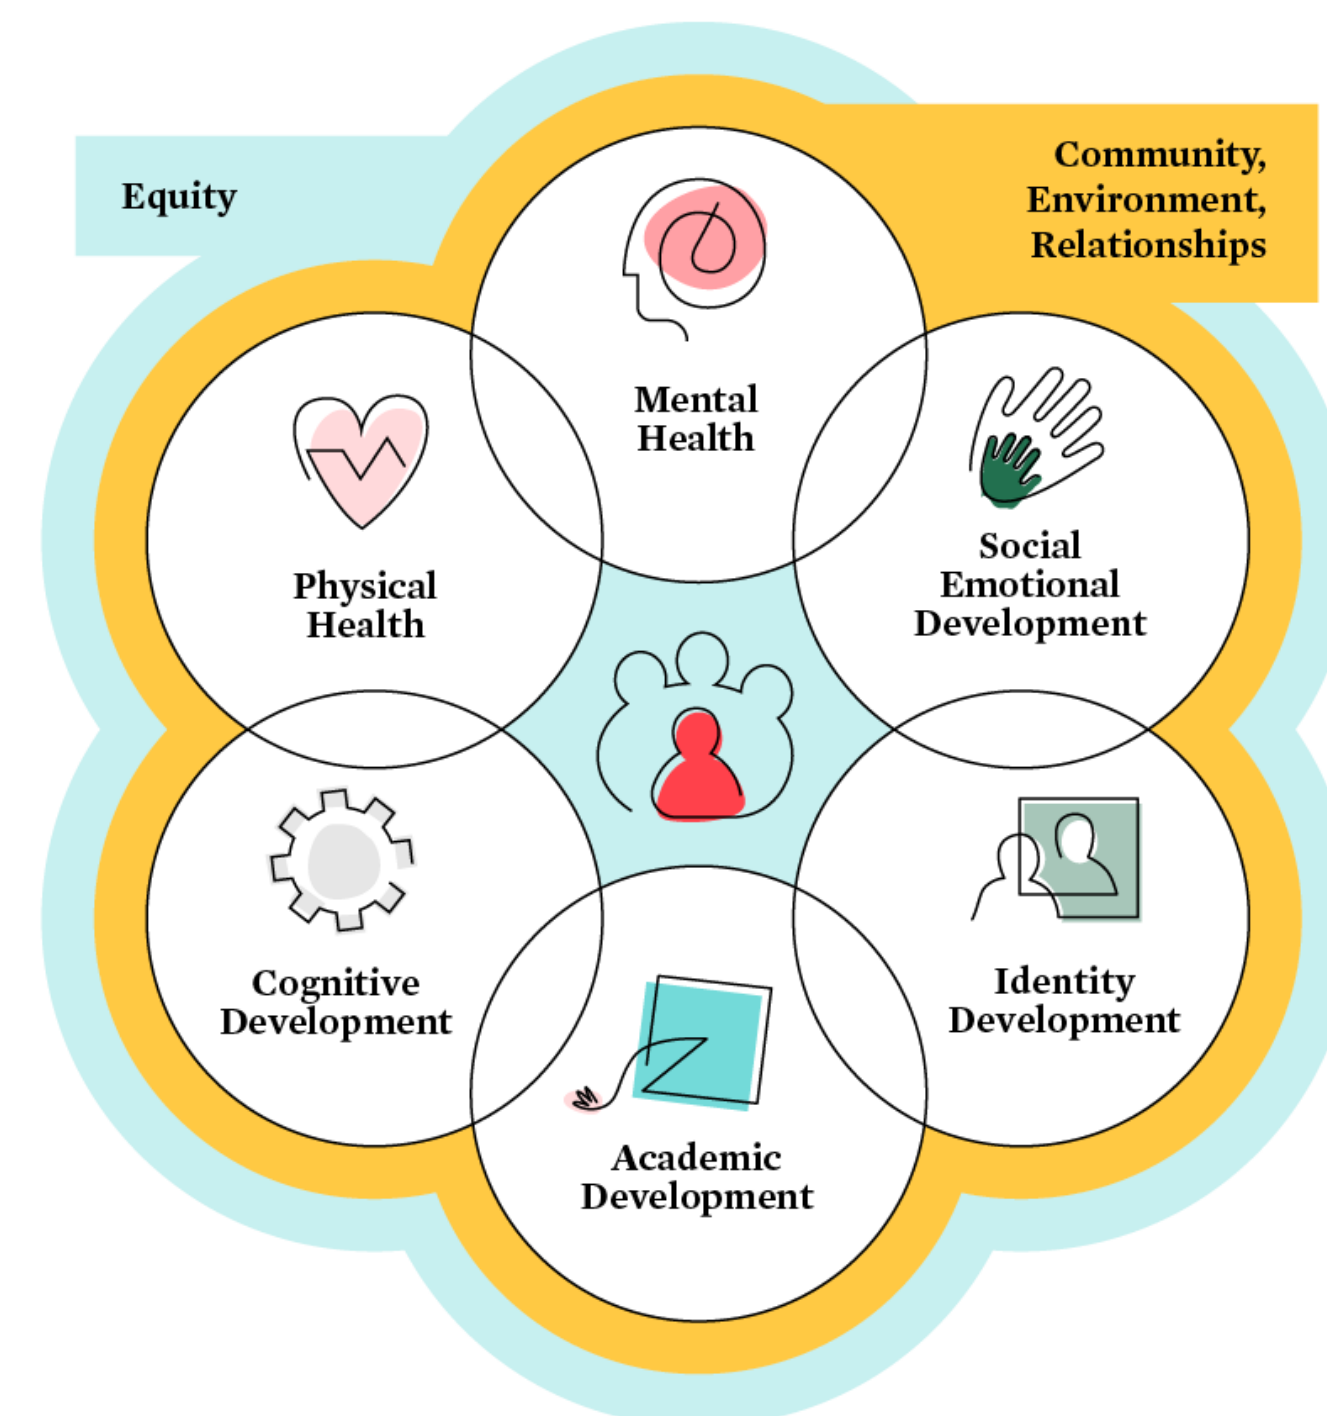 Equity
Community,
Environment,
Relationships
Mental
Health
Physical
Health
Social
Emotional
Development
Cognitive
Development
Identity
Development
Academic
Development